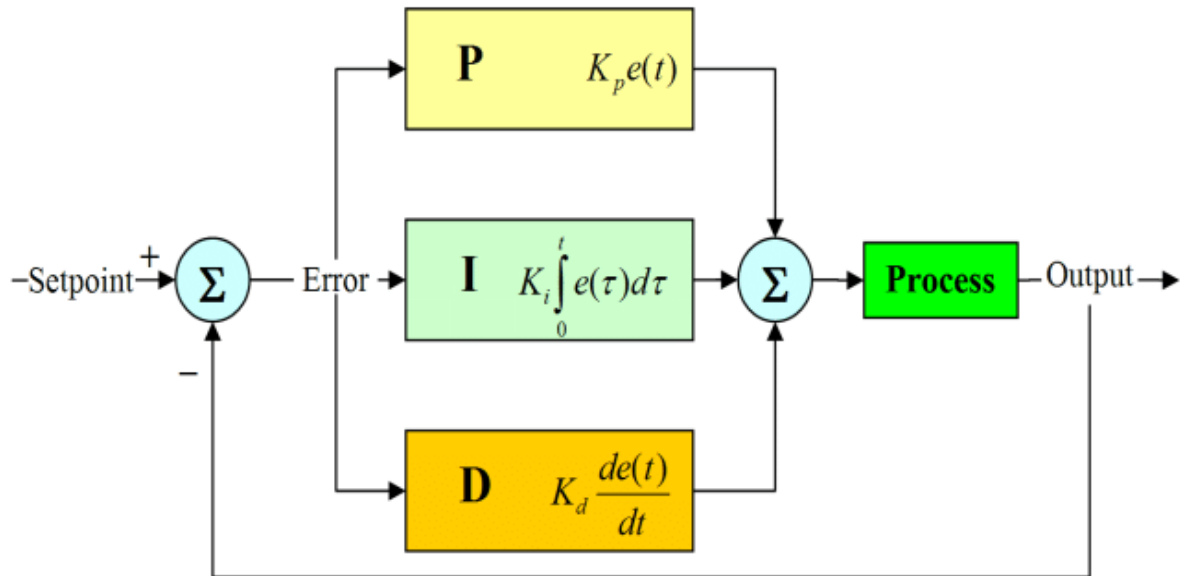 P K_p e(t)
–Setpoint
+
Σ
Error
I K_i ∫_0^t e(τ)dτ
Σ
Process
Output
–
D K_d de(t)/dt